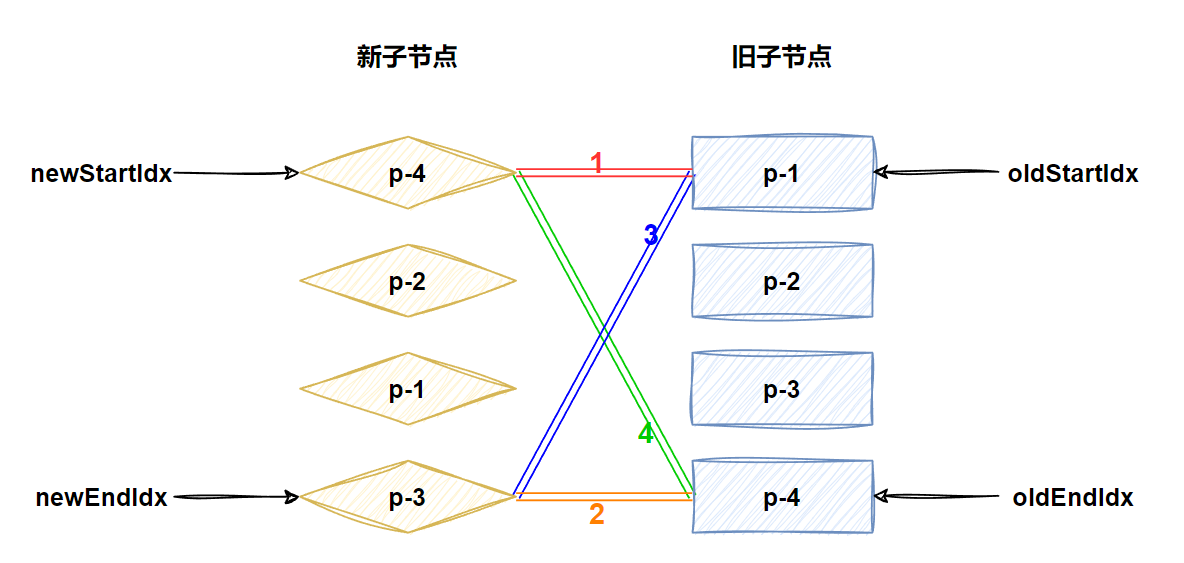 新子节点
旧子节点
newStartIdx
p-4
1
p-1
oldStartIdx
3
p-2
p-2
p-1
p-3
4
newEndIdx
p-3
2
p-4
oldEndIdx